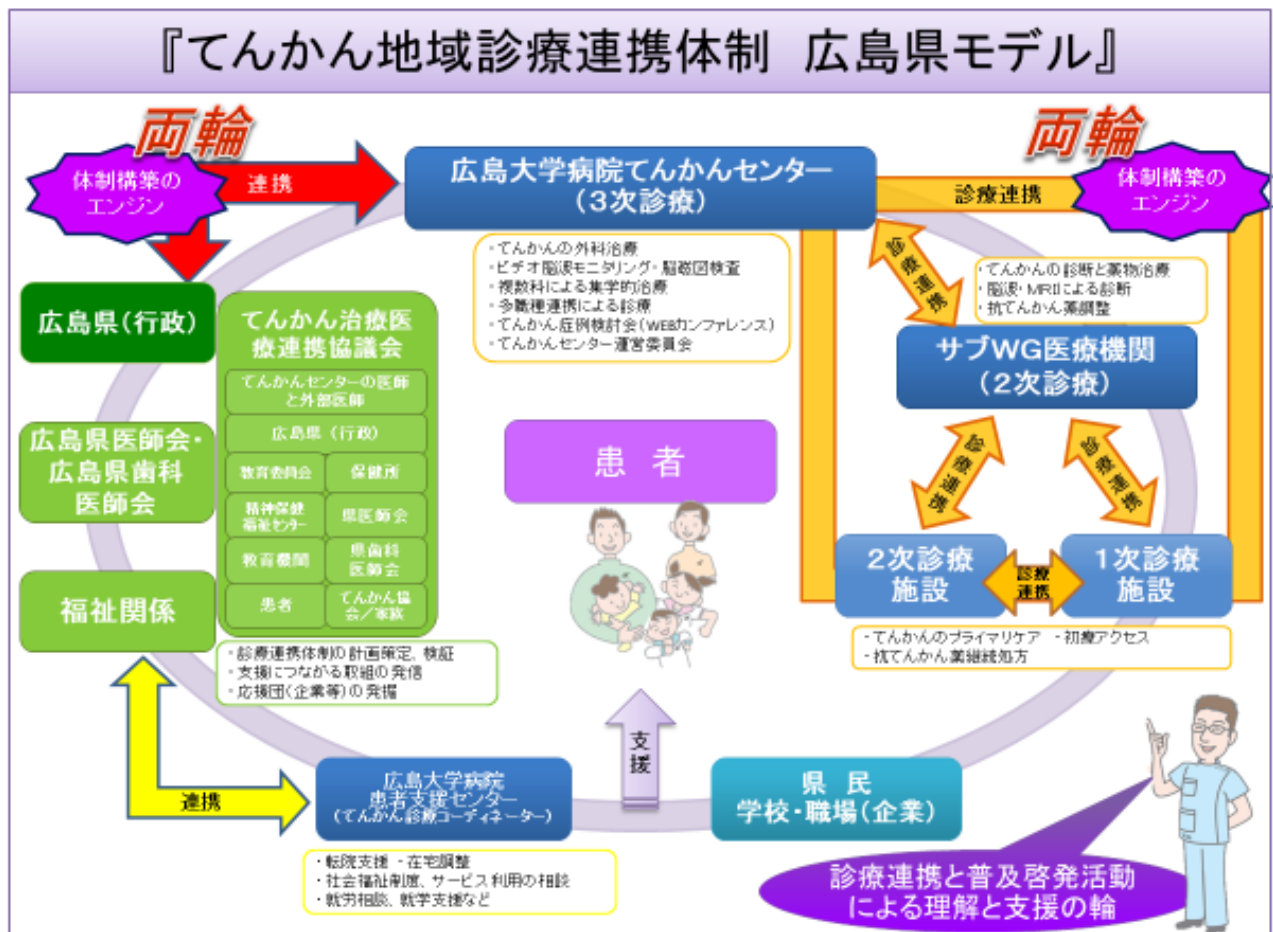 『てんかん地域診療連携体制 広島県モデル』
両輪
体制構築の
エンジン
連携
広島大学病院てんかんセンター
(3次診療)
診療連携
両輪
体制構築の
エンジン
・てんかんの外科治療
・ビデオ脳波モニタリング・脳磁図検査
・複数科による集学的治療
・多職種連携による診療
・てんかん症例検討会(WEBカンファレンス)
・てんかんセンター運営委員会
診療連携
・てんかんの診断と薬物治療
・脳波・MRIによる診断
・抗てんかん薬調整
サブWG医療機関
(2次診療)
広島県(行政)
てんかん治療医
療連携協議会
てんかんセンターの医師
と外部医師
広島県(行政)
教育委員会
保健所
精神保健
福祉センター
県医師会
教育機関
県歯科
医師会
患者
てんかん協
会/家族
広島県医師会・
広島県歯科
医師会
福祉関係
・診療連携体制の計画策定、検証
・支援につながる取組の発信
・応援団(企業等)の発掘
患 者
診療連携
診療連携
2次診療
施設
診療
連携
1次診療
施設
・てんかんのプライマリケア ・初療アクセス
・抗てんかん薬継続処方
支援
連携
広島大学病院
患者支援センター
(てんかん診療コーディネーター)
・転院支援 ・在宅調整
・社会福祉制度、サービス利用の相談
・就労相談、就学支援など
県 民
学校・職場(企業)
診療連携と普及啓発活動
による理解と支援の輪